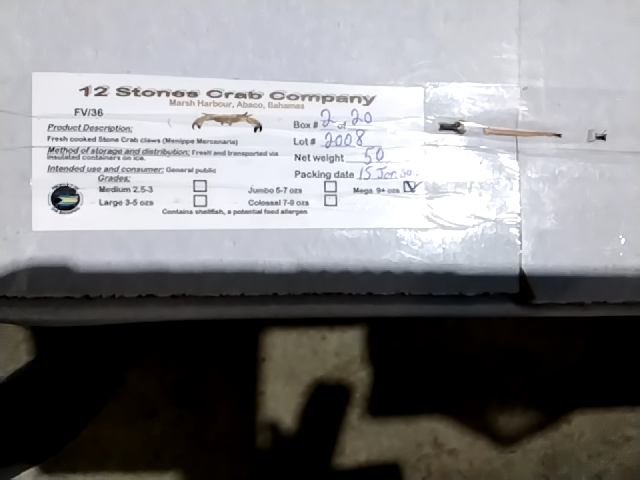 12 Stones Crab Company
Marsh Harbour, Abaco, Bahamas
FV/36
Box # 2 of 20
Product Description:
Fresh cooked Stone Crab claws (Menippe Mercenaria)
Lot # 2008
Method of storage and distribution: Fresh and transported via
insulated containers on ice.
Net weight 50
Intended use and consumer: General public
Packing date 15 Jan
Grades:
Medium 2.5-3
Jumbo 5-7 ozs
Mega 9+ ozs
Large 3-5 ozs
Colossal 7-9 ozs
Contains shellfish, a potential food allergen